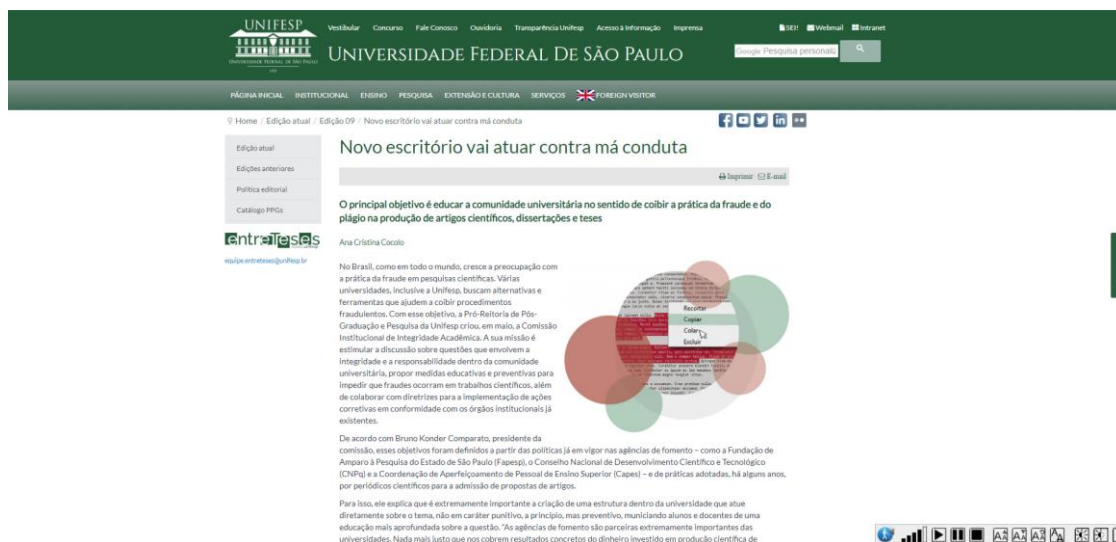 UNIFESP
Vestibular Concurso Fale Conosco Ouvidoria Transparência Unifesp Acesso à Informação Imprensa
SEI! Webmail Intranet
UNIVERSIDADE FEDERAL DE SÃO PAULO
Google Pesquisa personali
PÁGINA INICIAL INSTITUCIONAL ENSINO PESQUISA EXTENSÃO E CULTURA SERVIÇOS FOREIGN VISITOR
Home / Edição atual / Edição 09 / Novo escritório vai atuar contra má conduta
Edição atual
Edições anteriores
Política editorial
Catálogo PPGs
entreteses
equipe.entreteses@unifesp.br
Novo escritório vai atuar contra má conduta
Imprimir E-mail
O principal objetivo é educar a comunidade universitária no sentido de coibir a prática da fraude e do
plágio na produção de artigos científicos, dissertações e teses
Ana Cristina Cocolo
No Brasil, como em todo o mundo, cresce a preocupação com
a prática da fraude em pesquisas científicas. Várias
universidades, inclusive a Unifesp, buscam alternativas e
ferramentas que ajudem a coibir procedimentos
fraudulentos. Com esse objetivo, a Pró-Reitoria de Pós-
Graduação e Pesquisa da Unifesp criou, em maio, a Comissão
Institucional de Integridade Acadêmica. A sua missão é
estimular a discussão sobre questões que envolvem a
integridade e a responsabilidade dentro da comunidade
universitária, propor medidas educativas e preventivas para
impedir que fraudes ocorram em trabalhos científicos, além
de colaborar com diretrizes para a implementação de ações
corretivas em conformidade com os órgãos institucionais já
existentes.
Recortar
Copiar
Colar
Excluir
De acordo com Bruno Konder Comparato, presidente da
comissão, esses objetivos foram definidos a partir das políticas já em vigor nas agências de fomento – como a Fundação de
Amparo à Pesquisa do Estado de São Paulo (Fapesp), o Conselho Nacional de Desenvolvimento Científico e Tecnológico
(CNPq) e a Coordenação de Aperfeiçoamento de Pessoal de Ensino Superior (Capes) – e de práticas adotadas, há alguns anos,
por periódicos científicos para a admissão de propostas de artigos.
Para isso, ele explica que é extremamente importante a criação de uma estrutura dentro da universidade que atue
diretamente sobre o tema, não em caráter punitivo, a princípio, mas preventivo, municiando alunos e docentes de uma
educação mais aprofundada sobre a questão. "As agências de fomento são parceiras extremamente importantes das
universidades. Nada mais justo que nos cobrem resultados concretos do dinheiro investido em produção científica de